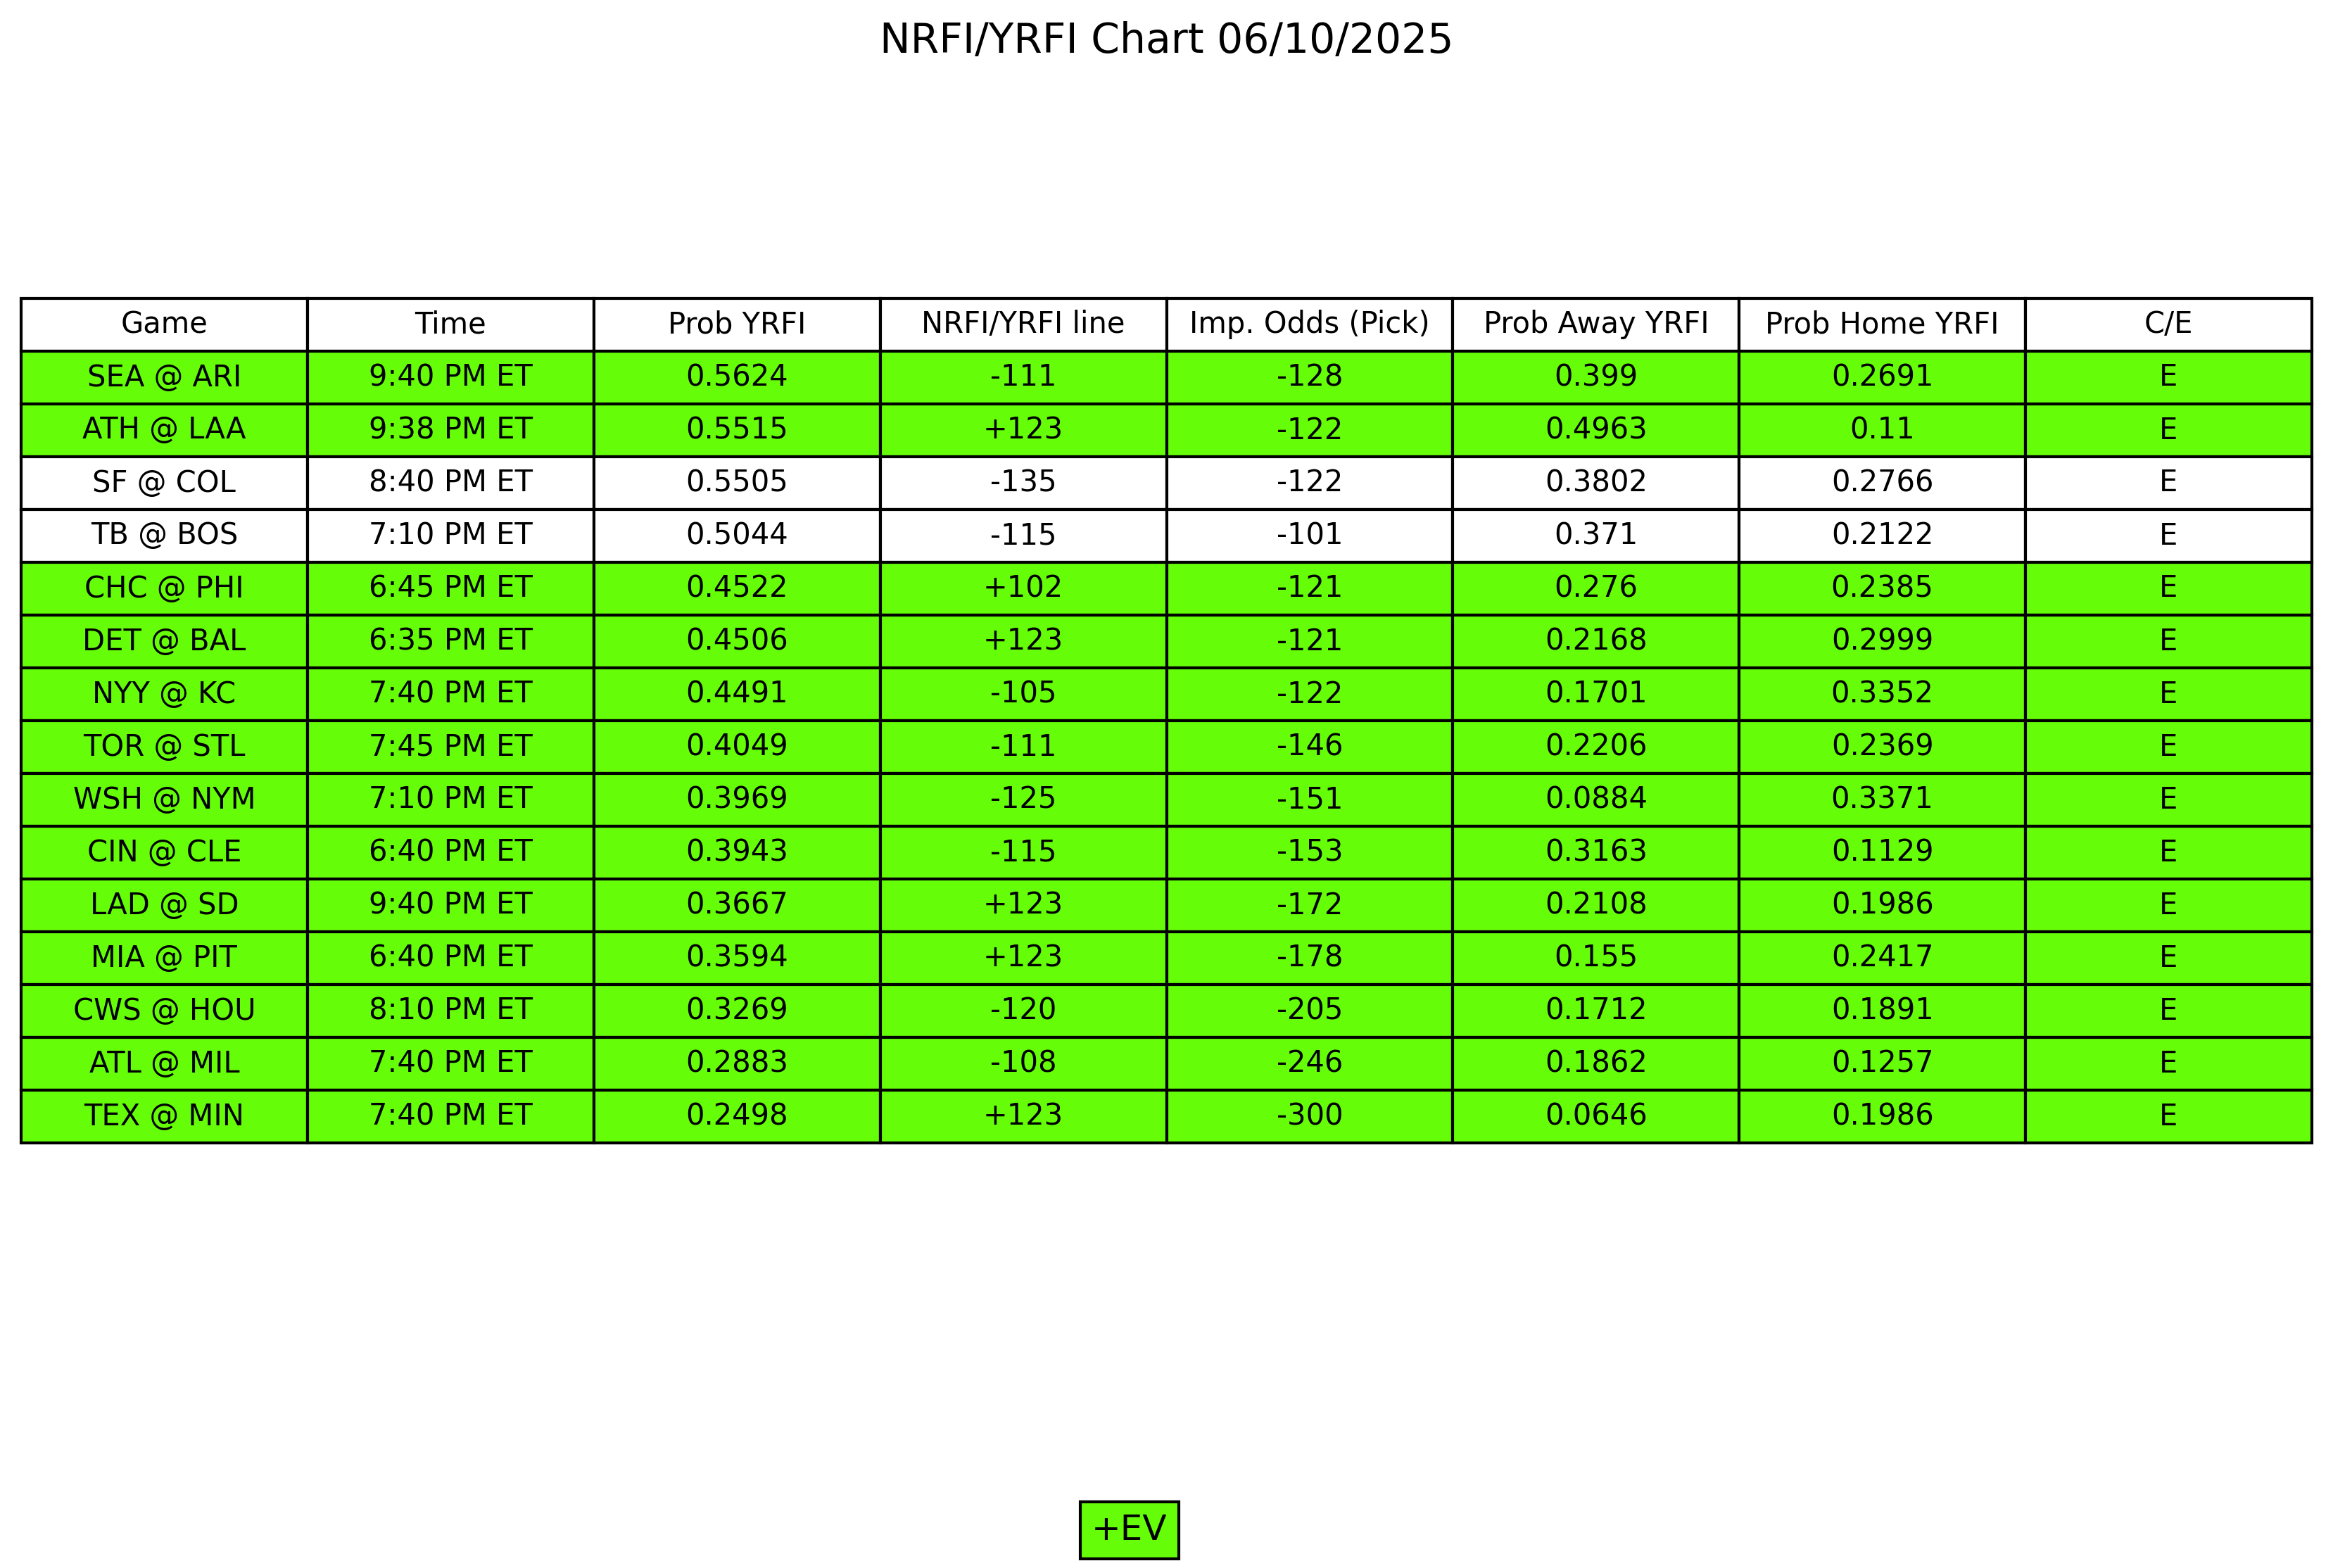 NRFI/YRFI Chart 06/10/2025
Game Time Prob YRFI NRFI/YRFI line Imp. Odds (Pick) Prob Away YRFI Prob Home YRFI C/E
SEA @ ARI 9:40 PM ET 0.5624 -111 -128 0.399 0.2691 E
ATH @ LAA 9:38 PM ET 0.5515 +123 -122 0.4963 0.11 E
SF @ COL 8:40 PM ET 0.5505 -135 -122 0.3802 0.2766 E
TB @ BOS 7:10 PM ET 0.5044 -115 -101 0.371 0.2122 E
CHC @ PHI 6:45 PM ET 0.4522 +102 -121 0.276 0.2385 E
DET @ BAL 6:35 PM ET 0.4506 +123 -121 0.2168 0.2999 E
NYY @ KC 7:40 PM ET 0.4491 -105 -122 0.1701 0.3352 E
TOR @ STL 7:45 PM ET 0.4049 -111 -146 0.2206 0.2369 E
WSH @ NYM 7:10 PM ET 0.3969 -125 -151 0.0884 0.3371 E
CIN @ CLE 6:40 PM ET 0.3943 -115 -153 0.3163 0.1129 E
LAD @ SD 9:40 PM ET 0.3667 +123 -172 0.2108 0.1986 E
MIA @ PIT 6:40 PM ET 0.3594 +123 -178 0.155 0.2417 E
CWS @ HOU 8:10 PM ET 0.3269 -120 -205 0.1712 0.1891 E
ATL @ MIL 7:40 PM ET 0.2883 -108 -246 0.1862 0.1257 E
TEX @ MIN 7:40 PM ET 0.2498 +123 -300 0.0646 0.1986 E
+EV